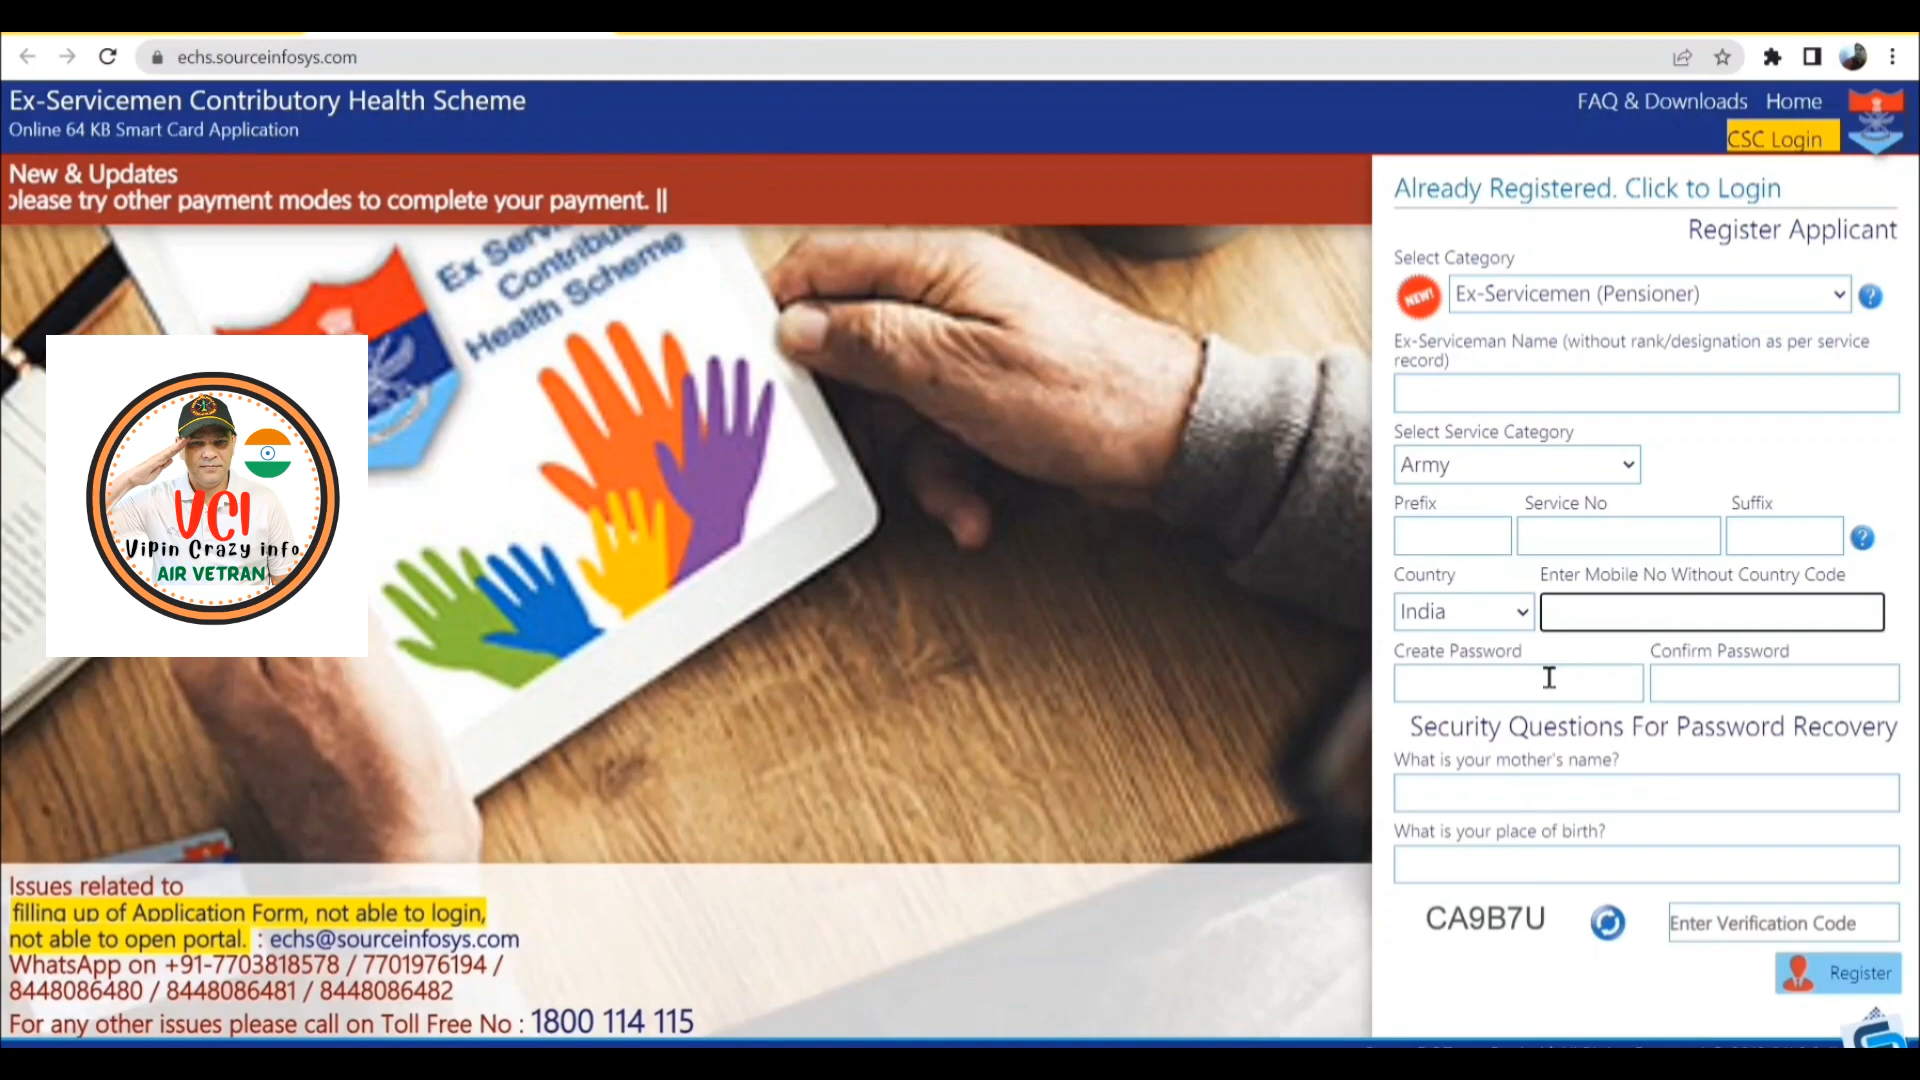 echs.sourceinfosys.com
Ex-Servicemen Contributory Health Scheme
Online 64 KB Smart Card Application
FAQ & Downloads Home
CSC Login
New & Updates
please try other payment modes to complete your payment. ||
Already Registered. Click to Login
Register Applicant
Select Category
NEW!
Ex-Servicemen (Pensioner)
?
Ex-Serviceman Name (without rank/designation as per service
record)
Select Service Category
Army
Prefix Service No Suffix
?
Country Enter Mobile No Without Country Code
India
Create Password Confirm Password
Security Questions For Password Recovery
What is your mother's name?
What is your place of birth?
CA9B7U
Enter Verification Code
Register
Ex
Contribut
Health Scheme
VCI
ViPin Crazy info
AIR VETRAN
Issues related to
filling up of Application Form, not able to login,
not able to open portal. : echs@sourceinfosys.com
WhatsApp on +91-7703818578 / 7701976194 /
8448086480 / 8448086481 / 8448086482
For any other issues please call on Toll Free No : 1800 114 115